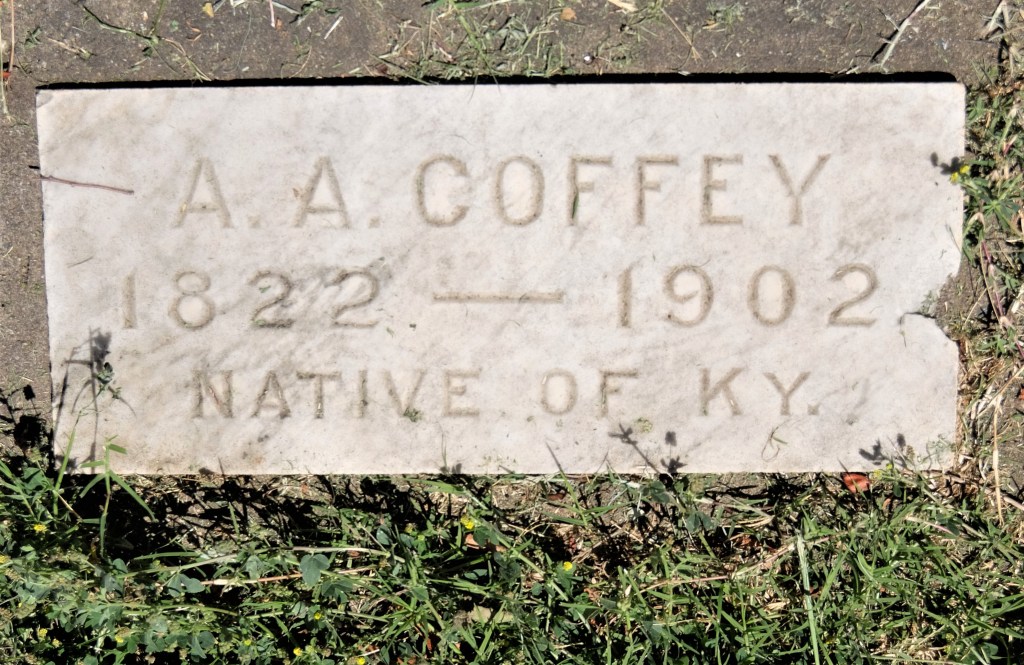 A. A. COFFEY
1822 — 1902
NATIVE OF KY.